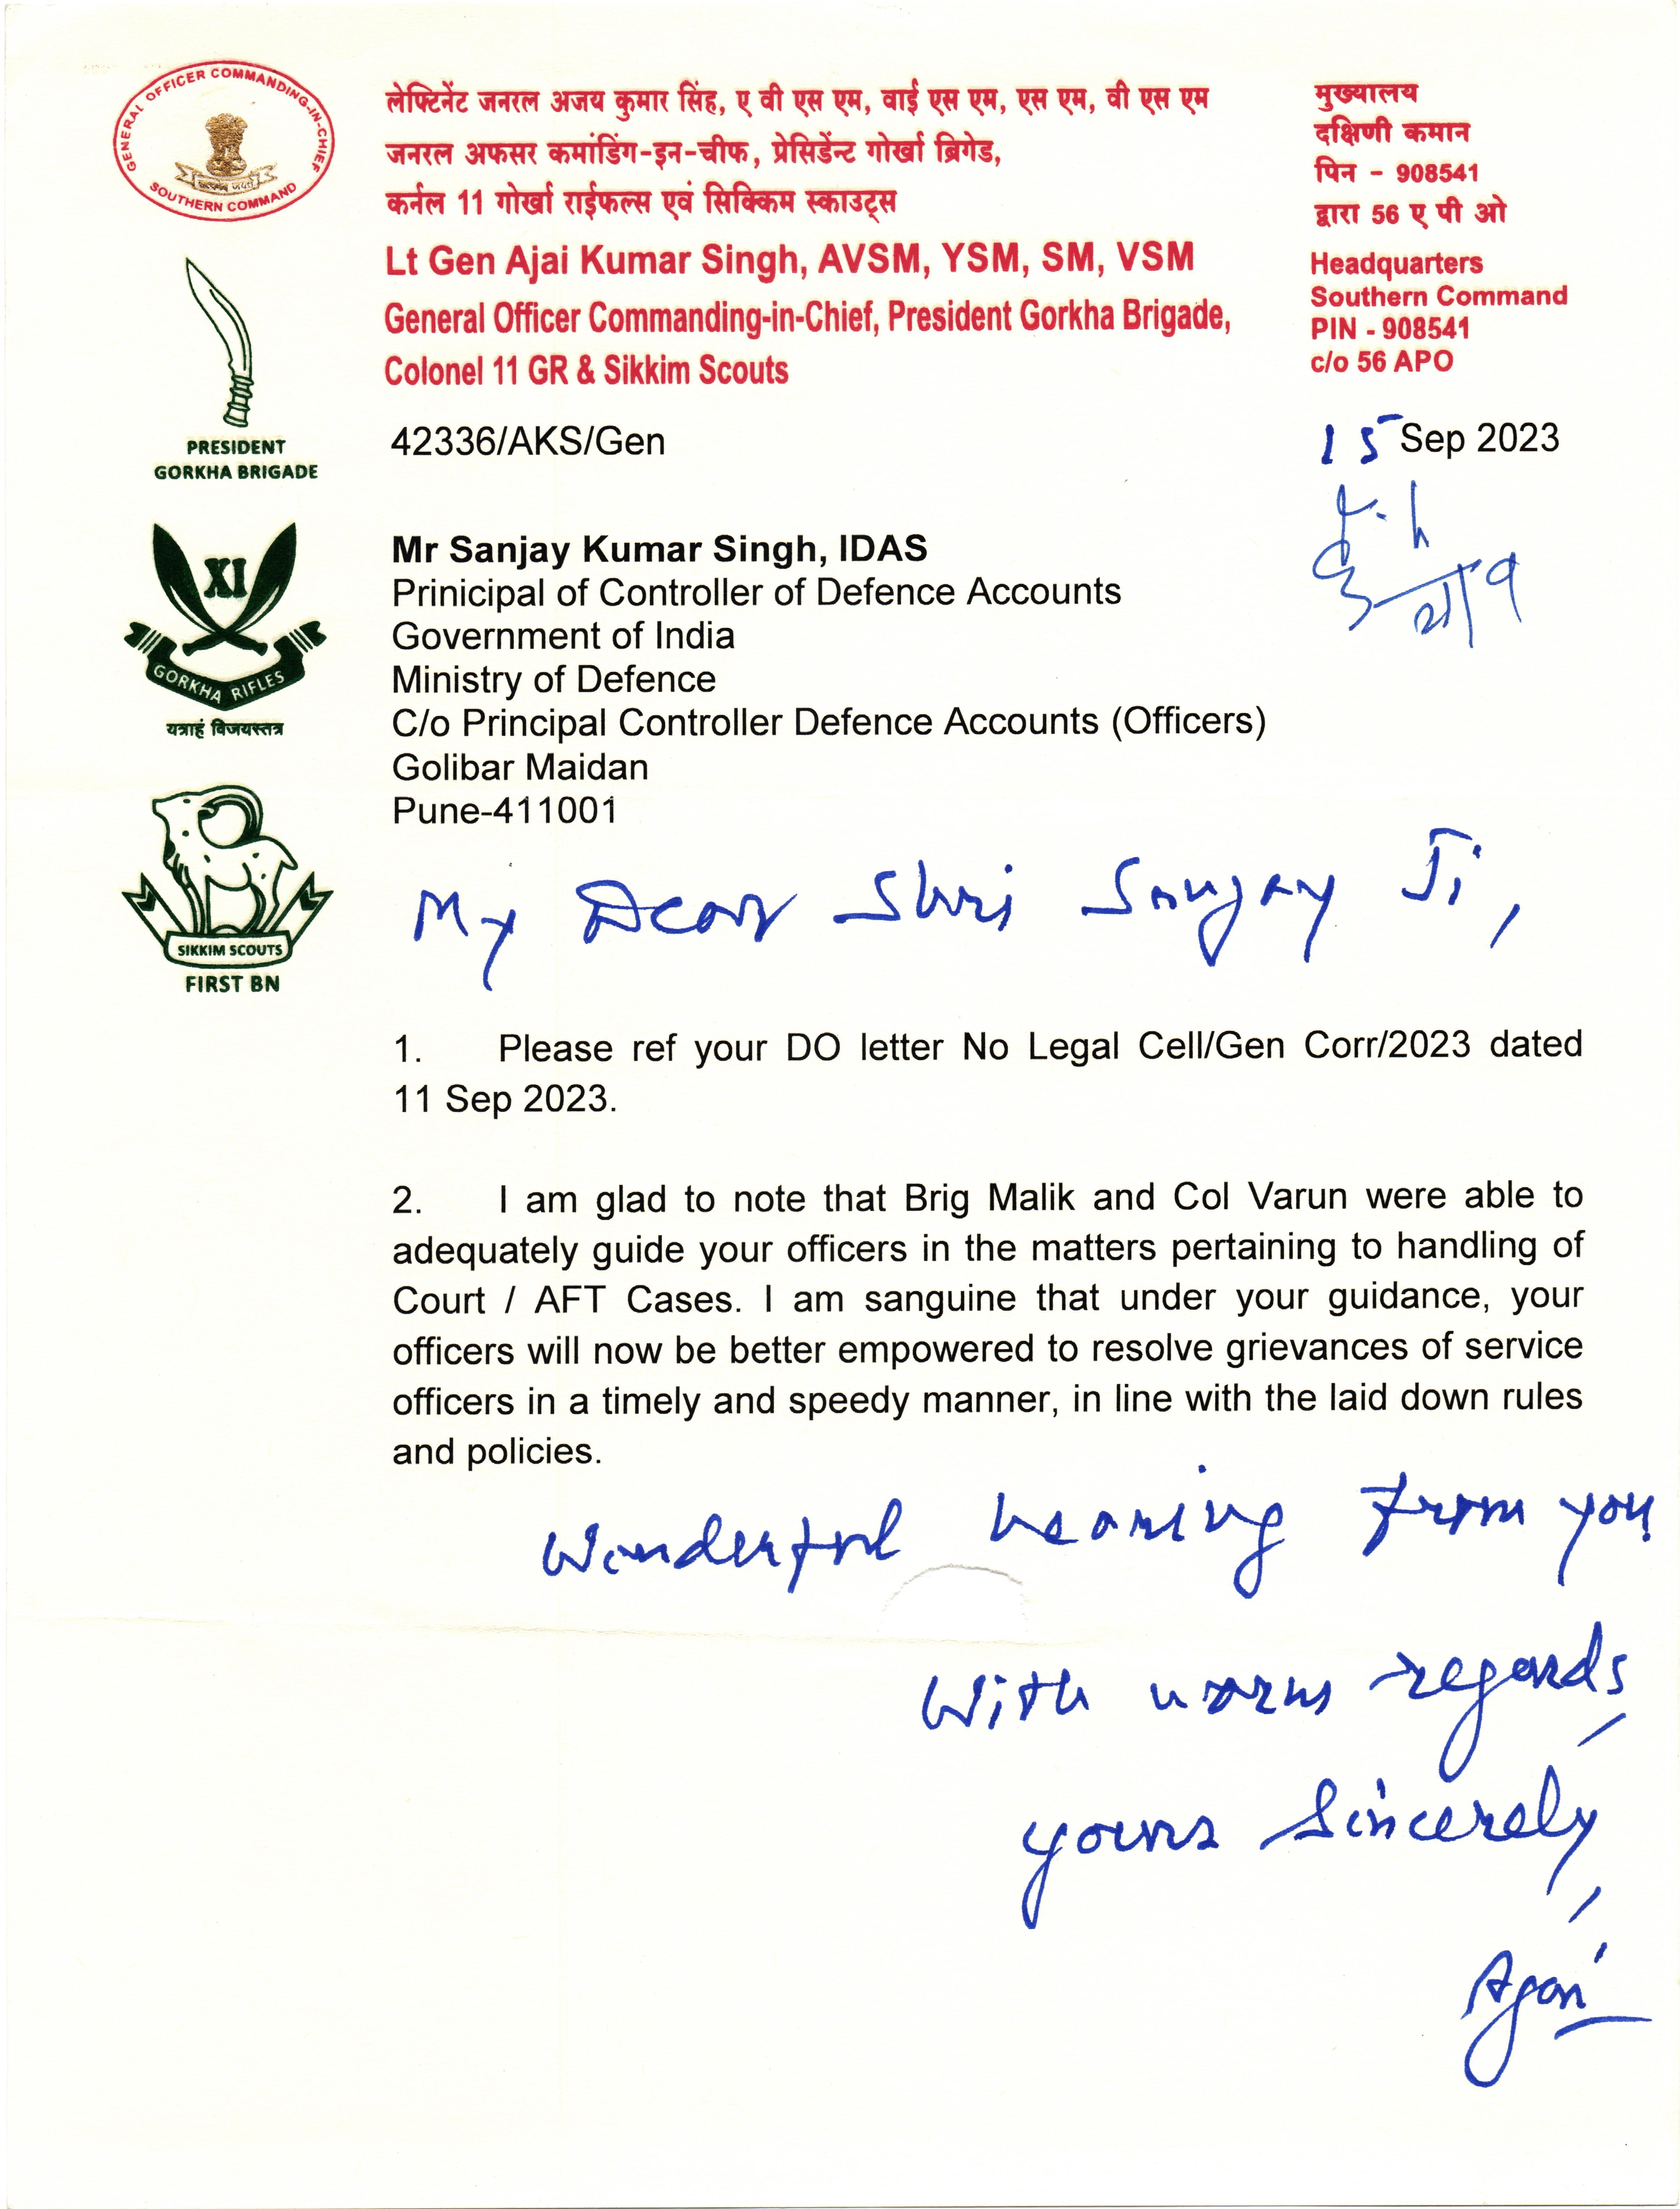 GENERAL OFFICER COMMANDING-IN-CHIEF
सत्यमेव जयते
SOUTHERN COMMAND
लेफ्टिनेंट जनरल अजय कुमार सिंह, ए वी एस एम, वाई एस एम, एस एम, वी एस एम
जनरल अफसर कमांडिंग-इन-चीफ, प्रेसिडेंन्ट गोर्खा ब्रिगेड,
कर्नल 11 गोर्खा राईफल्स एवं सिक्किम स्काउट्स
Lt Gen Ajai Kumar Singh, AVSM, YSM, SM, VSM
General Officer Commanding-in-Chief, President Gorkha Brigade,
Colonel 11 GR & Sikkim Scouts
मुख्यालय
दक्षिणी कमान
पिन - 908541
द्वारा 56 ए पी ओ
Headquarters
Southern Command
PIN - 908541
c/o 56 APO
PRESIDENT
GORKHA BRIGADE
XI
GORKHA RIFLES
यत्राहं विजयस्तत्र
SIKKIM SCOUTS
FIRST BN
42336/AKS/Gen
15 Sep 2023
Mr Sanjay Kumar Singh, IDAS
Prinicipal of Controller of Defence Accounts
Government of India
Ministry of Defence
C/o Principal Controller Defence Accounts (Officers)
Golibar Maidan
Pune-411001
My Dear Shri Sanjay Ji,
1. Please ref your DO letter No Legal Cell/Gen Corr/2023 dated
11 Sep 2023.
2. I am glad to note that Brig Malik and Col Varun were able to
adequately guide your officers in the matters pertaining to handling of
Court / AFT Cases. I am sanguine that under your guidance, your
officers will now be better empowered to resolve grievances of service
officers in a timely and speedy manner, in line with the laid down rules
and policies.
Wonderful hearing from you
With warm regards,
yours Sincerely,
Ajai